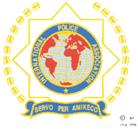 INTERNATIONAL POLICE ASSOCIATION
SERVO PER AMIKECO